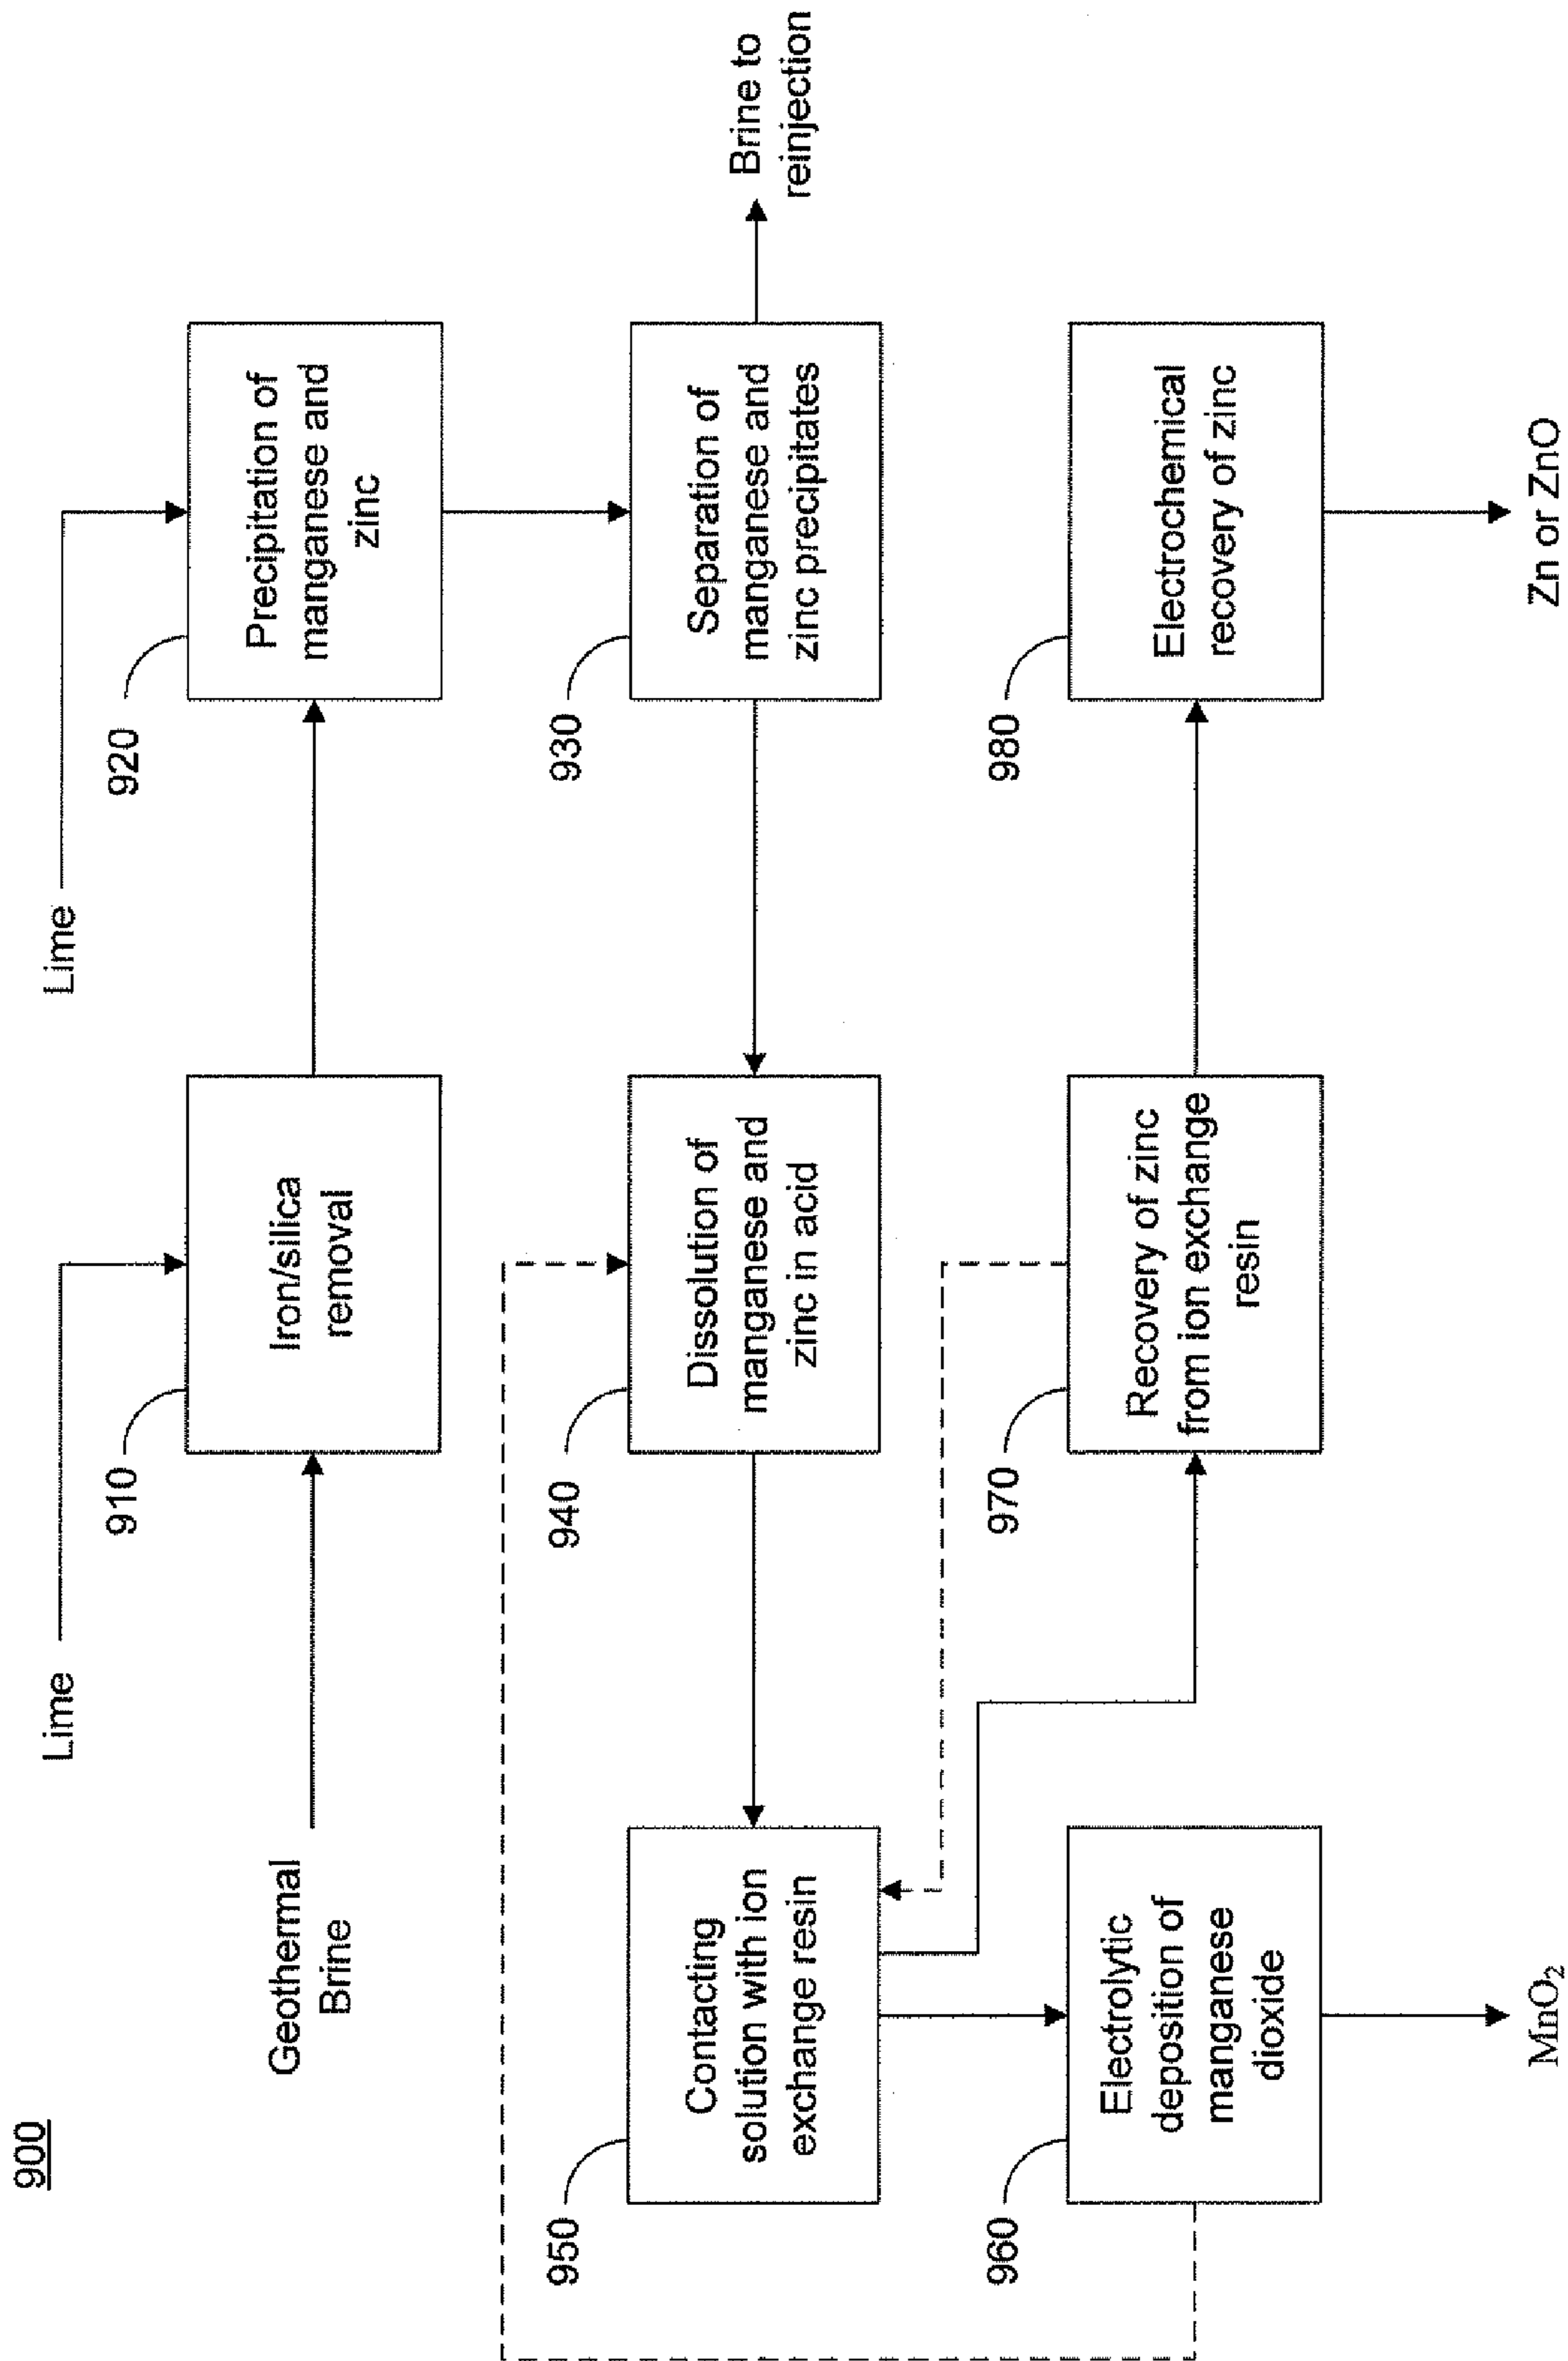 900
Lime
Lime
Geothermal
Brine
910
Iron/silica
removal
920
Precipitation of
manganese and
zinc
930
Separation of
manganese and
zinc precipitates
Brine to
reinjection
940
Dissolution of
manganese and
zinc in acid
950
Contacting
solution with ion
exchange resin
960
Electrolytic
deposition of
manganese
dioxide
970
Recovery of zinc
from ion exchange
resin
980
Electrochemical
recovery of zinc
MnO₂
Zn or ZnO